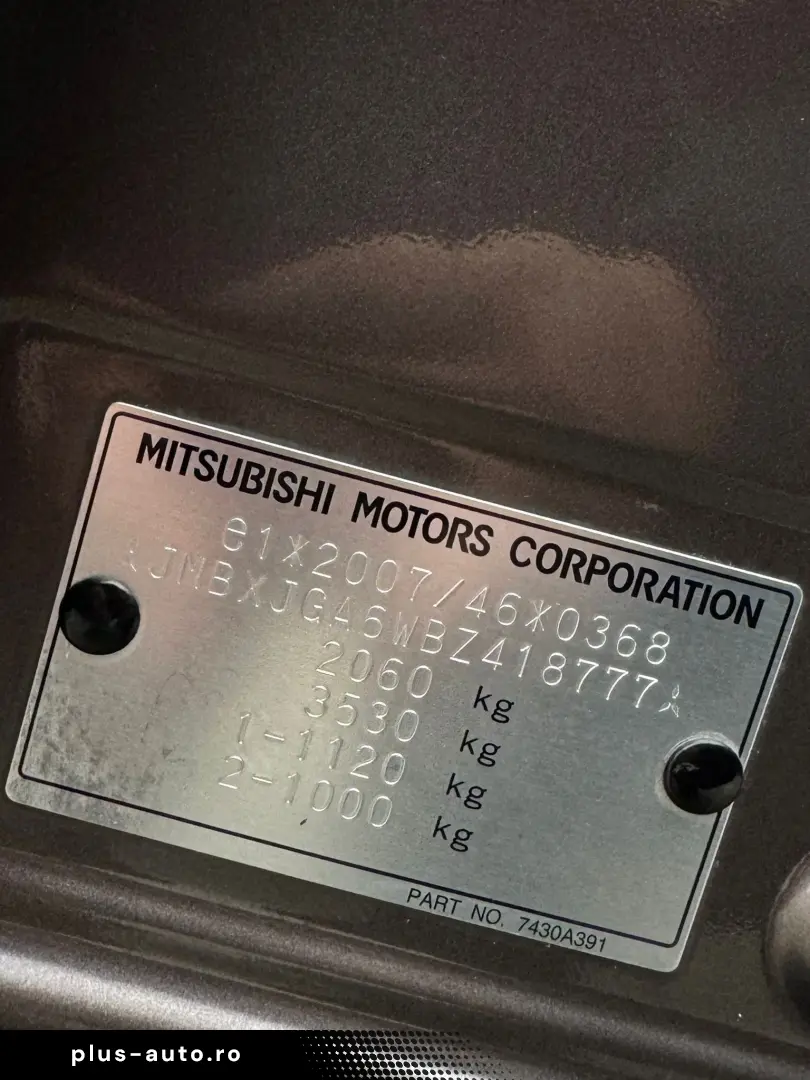 MITSUBISHI MOTORS CORPORATION
e1*2007/46*0368
JMBXJGA6WBZ418777
2060 kg
3530 kg
1-1120 kg
2-1000 kg
PART NO. 7430A391
plus-auto.ro